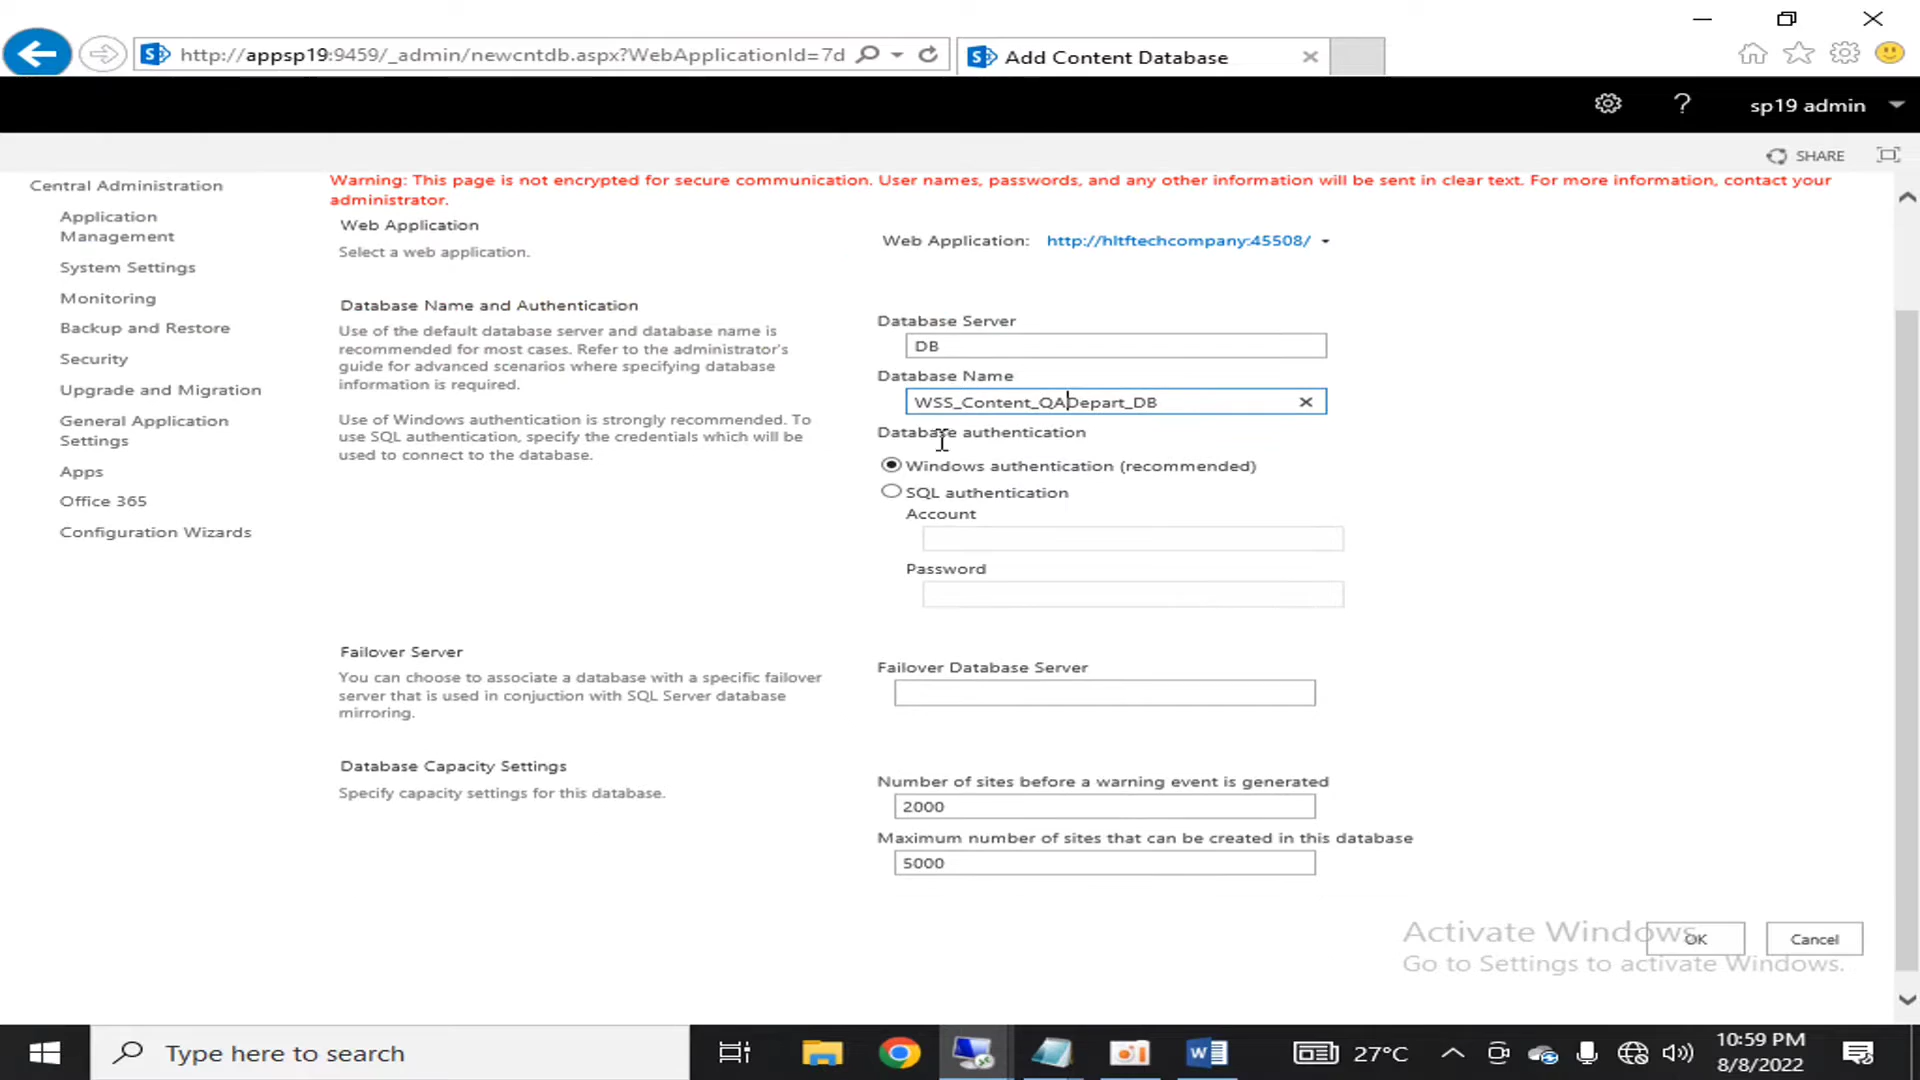 http://appsp19:9459/_admin/newcntdb.aspx?WebApplicationId=7d
Add Content Database
sp19 admin
SHARE
Central Administration
Application
Management
System Settings
Monitoring
Backup and Restore
Security
Upgrade and Migration
General Application
Settings
Apps
Office 365
Configuration Wizards
Warning: This page is not encrypted for secure communication. User names, passwords, and any other information will be sent in clear text. For more information, contact your
administrator.
Web Application
Select a web application.
Web Application: http://hltftechcompany:45508/
Database Name and Authentication
Use of the default database server and database name is
recommended for most cases. Refer to the administrator's
guide for advanced scenarios where specifying database
information is required.
Use of Windows authentication is strongly recommended. To
use SQL authentication, specify the credentials which will be
used to connect to the database.
Database Server
DB
Database Name
WSS_Content_QADepart_DB
Database authentication
Windows authentication (recommended)
SQL authentication
Account
Password
Failover Server
You can choose to associate a database with a specific failover
server that is used in conjuction with SQL Server database
mirroring.
Failover Database Server
Database Capacity Settings
Specify capacity settings for this database.
Number of sites before a warning event is generated
2000
Maximum number of sites that can be created in this database
5000
OK
Cancel
Activate Windows
Go to Settings to activate Windows.
Type here to search
27°C
10:59 PM
8/8/2022